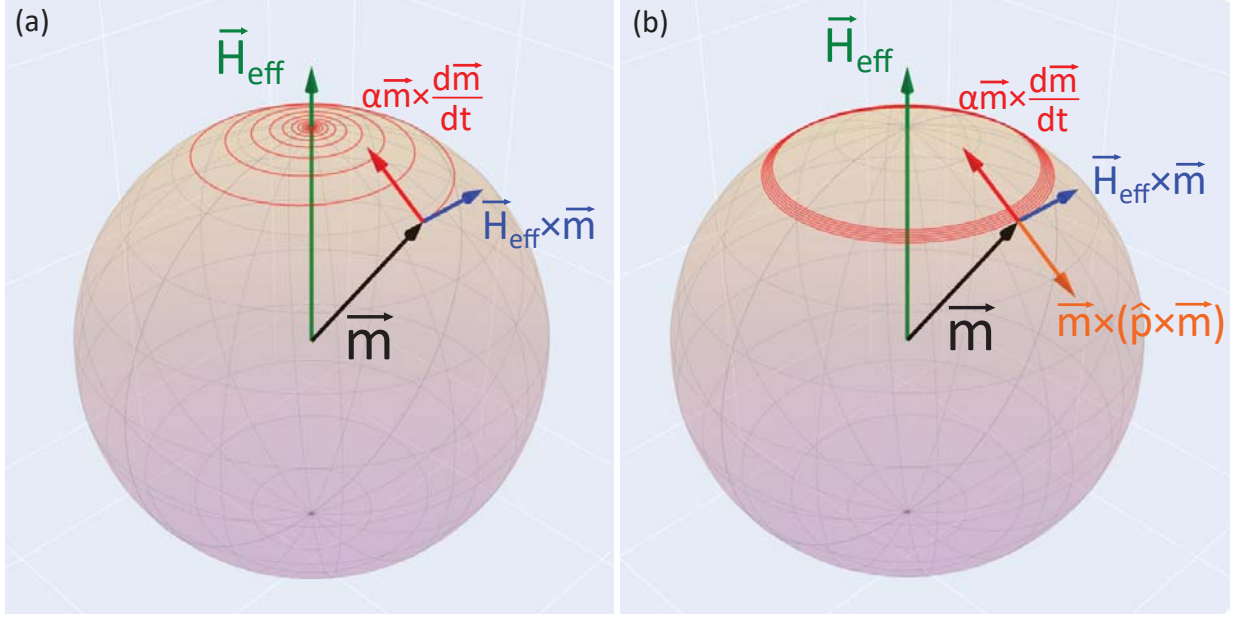 (a)
H⃗eff
αm⃗×dm⃗/dt
H⃗eff×m⃗
m⃗
(b)
H⃗eff
αm⃗×dm⃗/dt
H⃗eff×m⃗
m⃗
m⃗×(p̂×m⃗)